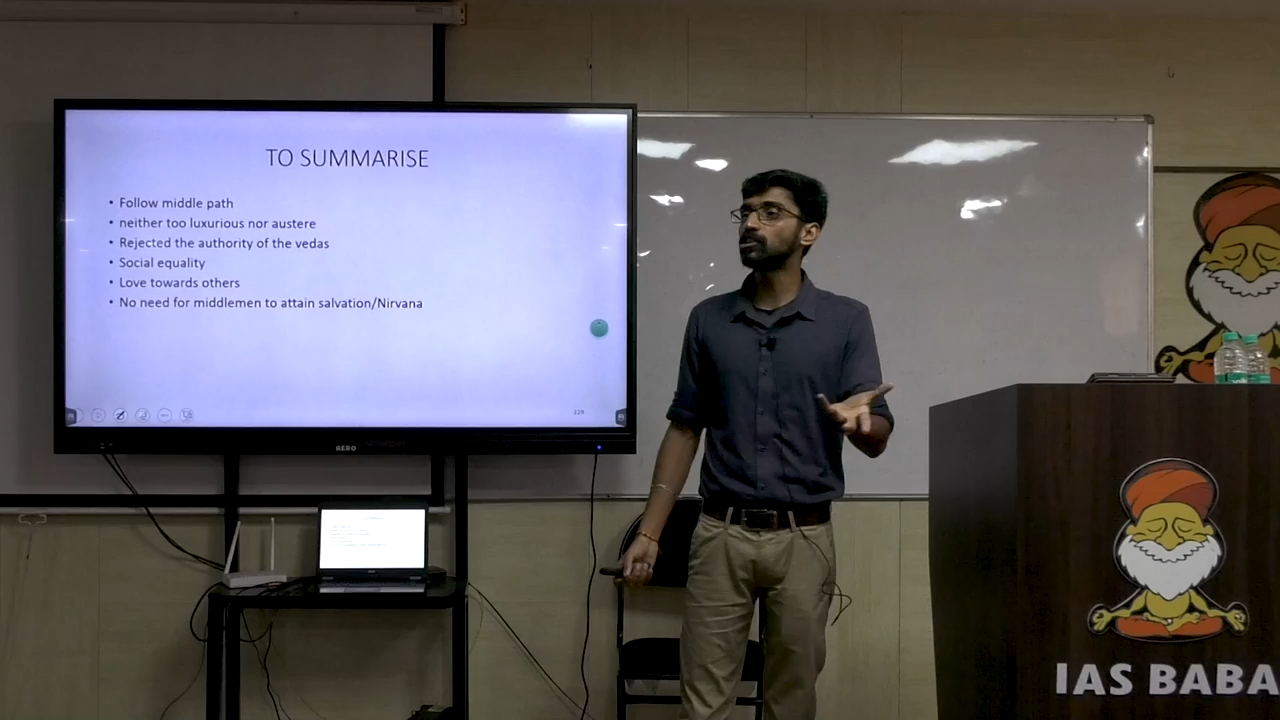 TO SUMMARISE
• Follow middle path
• neither too luxurious nor austere
• Rejected the authority of the vedas
• Social equality
• Love towards others
• No need for middlemen to attain salvation/Nirvana
129
IAS BABA